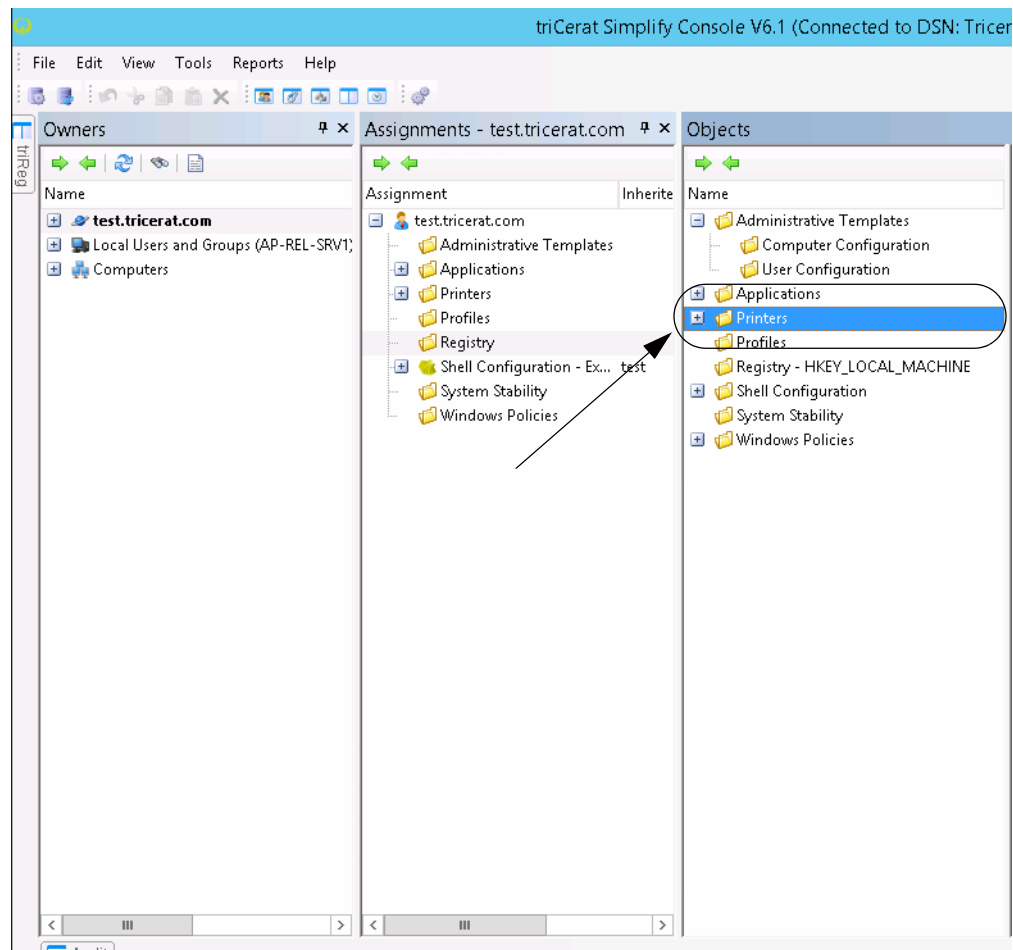 triCerat Simplify Console V6.1 (Connected to DSN: Tricer
File Edit View Tools Reports Help
triReg
Owners
Name
test.tricerat.com
Local Users and Groups (AP-REL-SRV1)
Computers
Assignments - test.tricerat.com
Assignment Inherite
test.tricerat.com
Administrative Templates
Applications
Printers
Profiles
Registry
Shell Configuration - Ex... test
System Stability
Windows Policies
Objects
Name
Administrative Templates
Computer Configuration
User Configuration
Applications
Printers
Profiles
Registry - HKEY_LOCAL_MACHINE
Shell Configuration
System Stability
Windows Policies
Audit